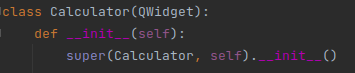 class Calculator(QWidget):
    def __init__(self):
        super(Calculator, self).__init__()